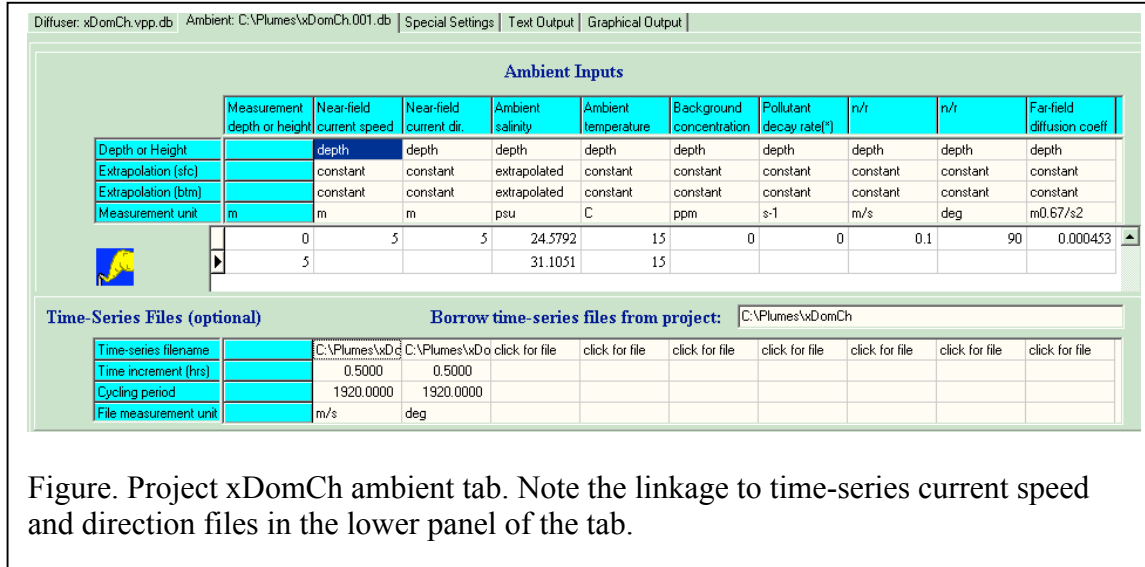 Diffuser: xDomCh.vpp.db Ambient: C:\Plumes\xDomCh.001.db Special Settings Text Output Graphical Output
Ambient Inputs
Measurement depth or height Near-field current speed Near-field current dir. Ambient salinity Ambient temperature Background concentration Pollutant decay rate(*) n/r n/r Far-field diffusion coeff
Depth or Height depth depth depth depth depth depth depth depth depth
Extrapolation (sfc) constant constant extrapolated constant constant constant constant constant constant
Extrapolation (btm) constant constant extrapolated constant constant constant constant constant constant
Measurement unit m m m psu C ppm s-1 m/s deg m0.67/s2
0 5 5 24.5792 15 0 0 0.1 90 0.000453
5 31.1051 15
Time-Series Files (optional) Borrow time-series files from project: C:\Plumes\xDomCh
Time-series filename C:\Plumes\xDc C:\Plumes\xDo click for file click for file click for file click for file click for file click for file click for file
Time increment (hrs) 0.5000 0.5000
Cycling period 1920.0000 1920.0000
File measurement unit m/s deg
Figure. Project xDomCh ambient tab. Note the linkage to time-series current speed
and direction files in the lower panel of the tab.